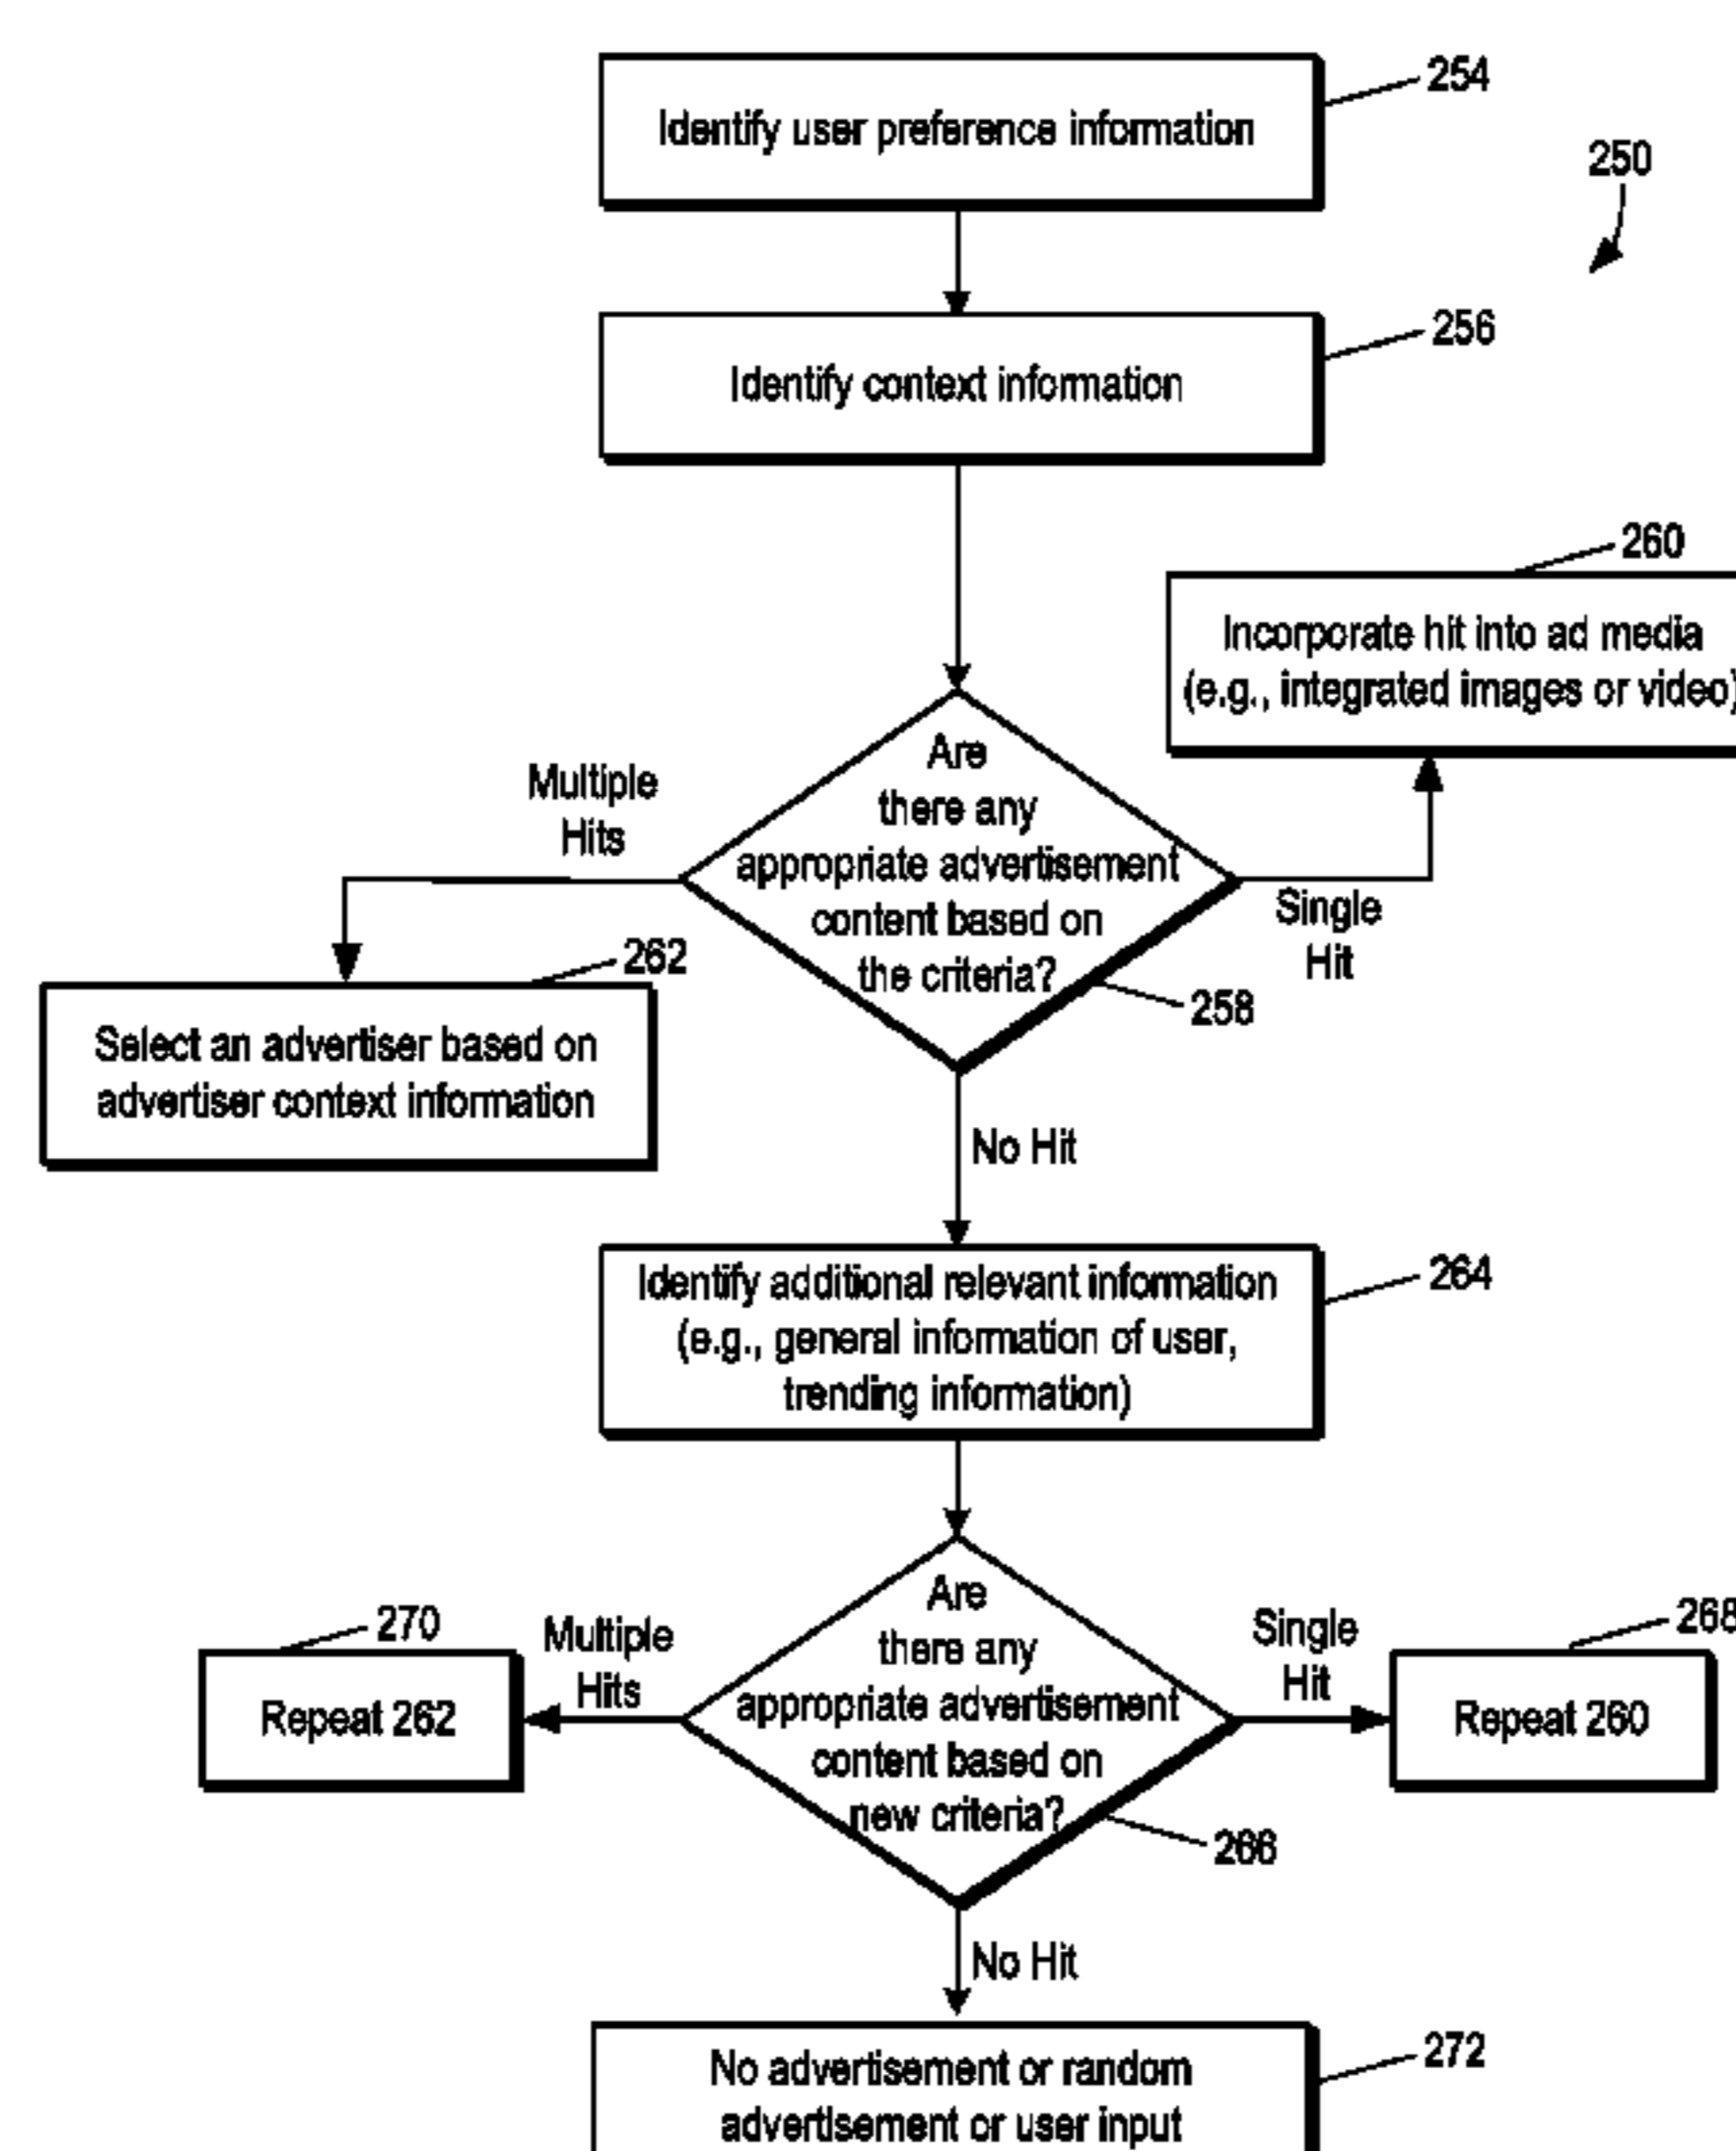 254
Identify user preference information
250
256
Identify context information
260
Incorporate hit into ad media
(e.g., integrated images or video)
Are
there any
appropriate advertisement
content based on
the criteria?
Multiple
Hits
Single
Hit
258
262
Select an advertiser based on
advertiser context information
No Hit
264
Identify additional relevant information
(e.g., general information of user,
trending information)
Are
there any
appropriate advertisement
content based on
new criteria?
270
Multiple
Hits
Repeat 262
Single
Hit
268
Repeat 260
266
No Hit
272
No advertisement or random
advertisement or user input